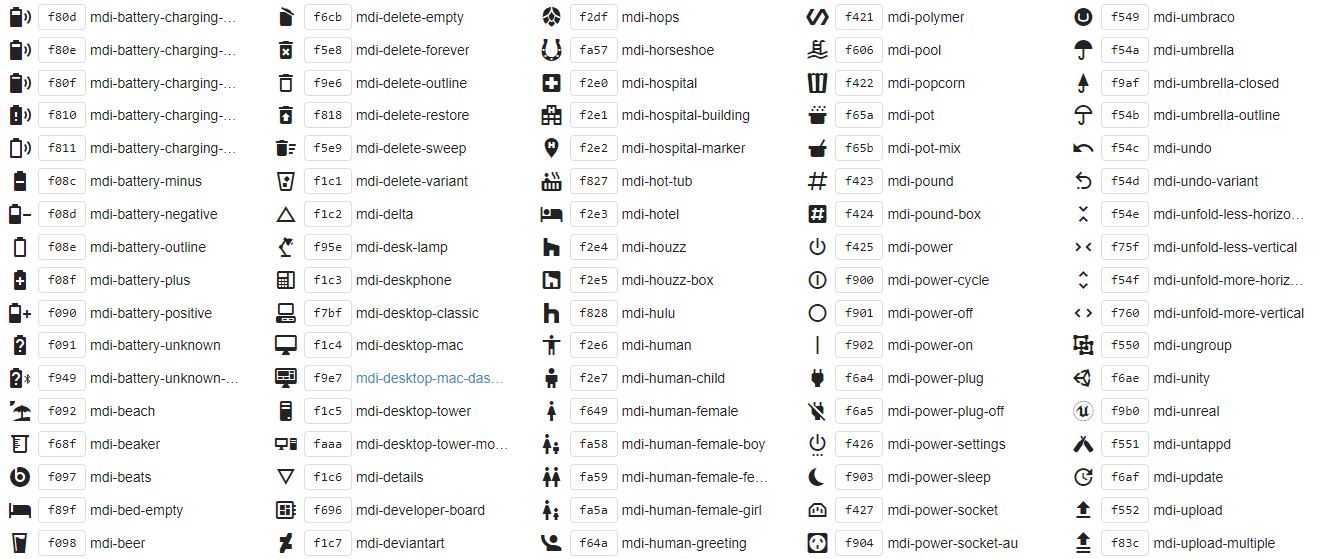 f80d mdi-battery-charging-...
f80e mdi-battery-charging-...
f80f mdi-battery-charging-...
f810 mdi-battery-charging-...
f811 mdi-battery-charging-...
f08c mdi-battery-minus
f08d mdi-battery-negative
f08e mdi-battery-outline
f08f mdi-battery-plus
f090 mdi-battery-positive
f091 mdi-battery-unknown
f949 mdi-battery-unknown-...
f092 mdi-beach
f68f mdi-beaker
f097 mdi-beats
f89f mdi-bed-empty
f098 mdi-beer
f6cb mdi-delete-empty
f5e8 mdi-delete-forever
f9e6 mdi-delete-outline
f818 mdi-delete-restore
f5e9 mdi-delete-sweep
f1c1 mdi-delete-variant
f1c2 mdi-delta
f95e mdi-desk-lamp
f1c3 mdi-deskphone
f7bf mdi-desktop-classic
f1c4 mdi-desktop-mac
f9e7 mdi-desktop-mac-das...
f1c5 mdi-desktop-tower
faaa mdi-desktop-tower-mo...
f1c6 mdi-details
f696 mdi-developer-board
f1c7 mdi-deviantart
f2df mdi-hops
fa57 mdi-horseshoe
f2e0 mdi-hospital
f2e1 mdi-hospital-building
f2e2 mdi-hospital-marker
f827 mdi-hot-tub
f2e3 mdi-hotel
f2e4 mdi-houzz
f2e5 mdi-houzz-box
f828 mdi-hulu
f2e6 mdi-human
f2e7 mdi-human-child
f649 mdi-human-female
fa58 mdi-human-female-boy
fa59 mdi-human-female-fe...
fa5a mdi-human-female-girl
f64a mdi-human-greeting
f421 mdi-polymer
f606 mdi-pool
f422 mdi-popcorn
f65a mdi-pot
f65b mdi-pot-mix
f423 mdi-pound
f424 mdi-pound-box
f425 mdi-power
f900 mdi-power-cycle
f901 mdi-power-off
f902 mdi-power-on
f6a4 mdi-power-plug
f6a5 mdi-power-plug-off
f426 mdi-power-settings
f903 mdi-power-sleep
f427 mdi-power-socket
f904 mdi-power-socket-au
f549 mdi-umbraco
f54a mdi-umbrella
f9af mdi-umbrella-closed
f54b mdi-umbrella-outline
f54c mdi-undo
f54d mdi-undo-variant
f54e mdi-unfold-less-horizo...
f75f mdi-unfold-less-vertical
f54f mdi-unfold-more-horiz...
f760 mdi-unfold-more-vertical
f550 mdi-ungroup
f6ae mdi-unity
f9b0 mdi-unreal
f551 mdi-untappd
f6af mdi-update
f552 mdi-upload
f83c mdi-upload-multiple